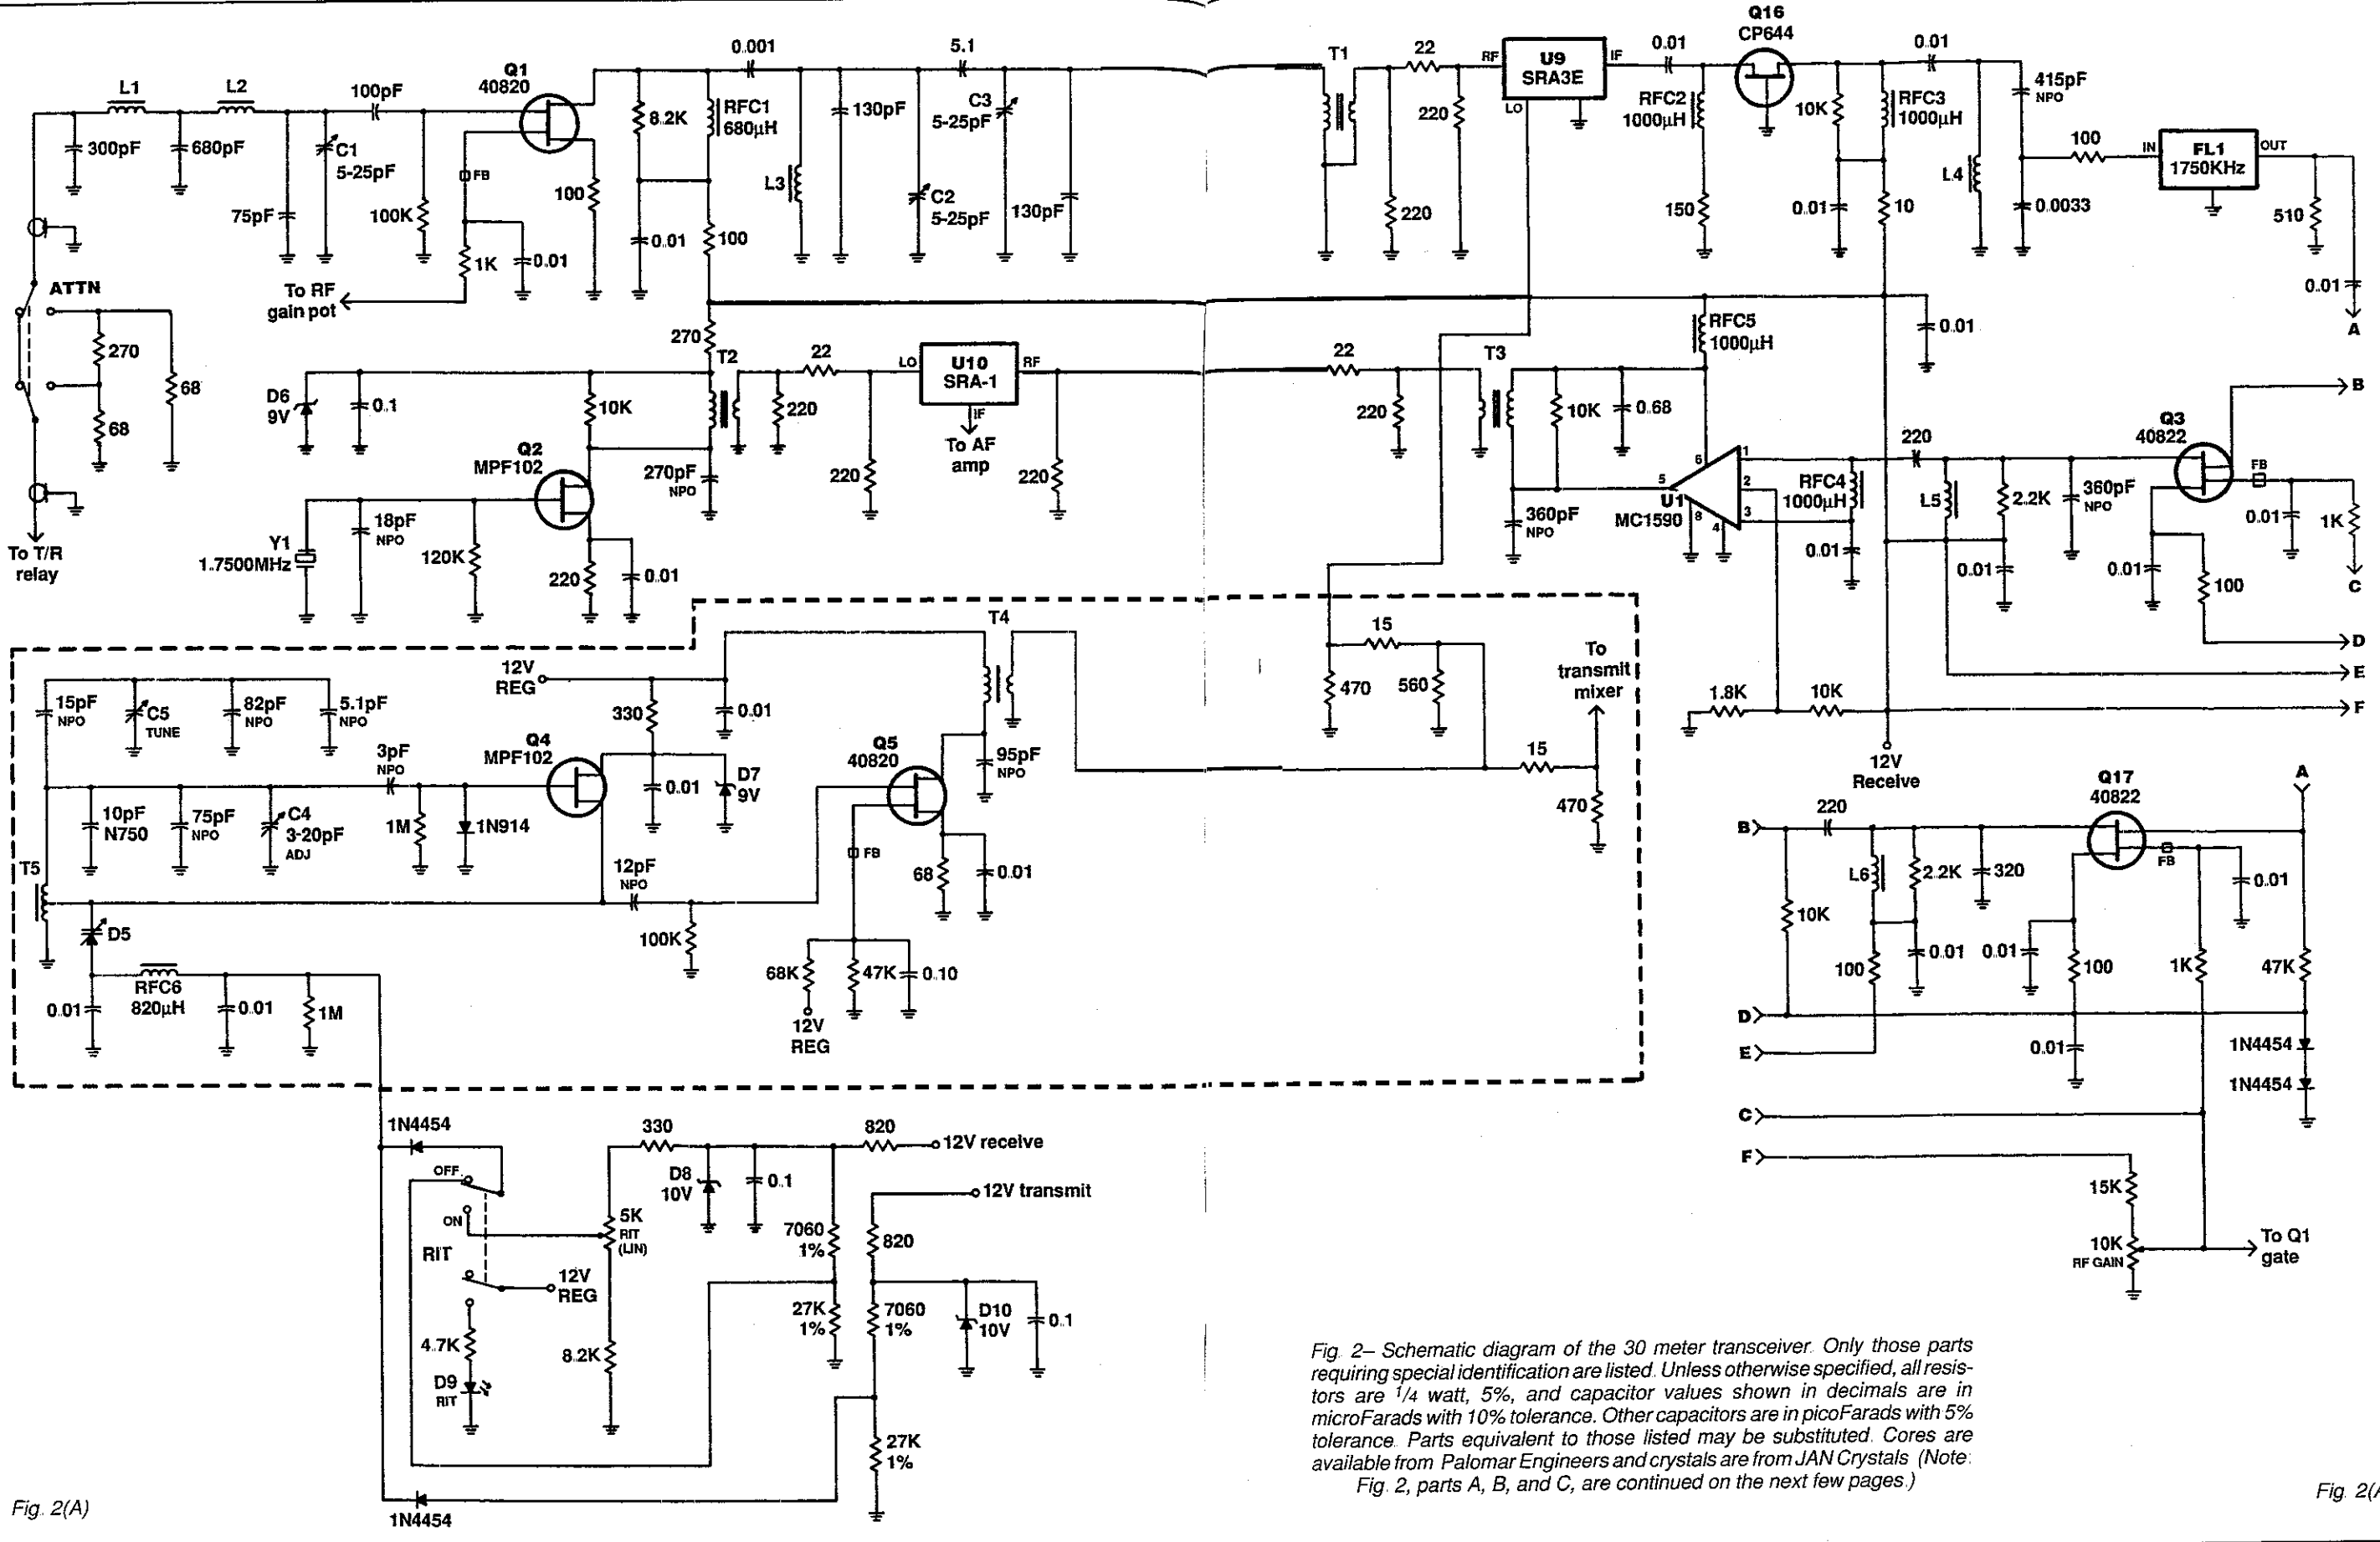 L1
L2
300pF
680pF
75pF
C1
5-25pF
100pF
100K
Q1
40820
FB
1K
0.01
To RF
gain pot
100
8.2K
RFC1
680μH
0.001
0.01
100
L3
130pF
5.1
C2
5-25pF
C3
5-25pF
130pF
T1
22
220
220
RF
U9
SRA3E
IF
LO
0.01
RFC2
1000μH
150
Q16
CP644
10K
0.01
RFC3
1000μH
10
0.01
L4
415pF
NPO
0.0033
100
IN
FL1
1750KHz
OUT
510
0.01
A
ATTN
270
68
68
To T/R
relay
D6
9V
0.1
Y1
1.7500MHz
18pF
NPO
120K
Q2
MPF102
10K
220
0.01
270
T2
270pF
NPO
220
22
220
LO
U10
SRA-1
RF
IF
To AF
amp
220
22
220
T3
10K
0.68
RFC5
1000μH
0.01
360pF
NPO
U1
MC1590
5
6
8
4
1
2
3
RFC4
1000μH
0.01
220
L5
2.2K
0.01
360pF
NPO
Q3
40822
FB
0.01
1K
0.01
100
B
C
D
E
F
1.8K
10K
12V
Receive
15pF
NPO
C5
TUNE
82pF
NPO
5.1pF
NPO
10pF
N750
75pF
NPO
C4
3-20pF
ADJ
3pF
NPO
1M
1N914
Q4
MPF102
12V
REG
330
0.01
0.01
D7
9V
T4
95pF
NPO
Q5
40820
FB
68
0.01
12pF
NPO
100K
68K
47K
0.10
12V
REG
T5
D5
RFC6
820μH
0.01
0.01
1M
15
470
560
To
transmit
mixer
15
470
B
220
10K
L6
2.2K
320
100
0.01
Q17
40822
FB
A
0.01
0.01
100
1K
47K
D
E
0.01
1N4454
1N4454
C
F
15K
10K
RF GAIN
To Q1
gate
1N4454
OFF
ON
RIT
12V
REG
4.7K
D9
RIT
5K
RIT
(LIN)
8.2K
330
D8
10V
0.1
820
12V receive
12V transmit
7060
1%
820
27K
1%
7060
1%
D10
10V
0.1
27K
1%
1N4454
Fig. 2– Schematic diagram of the 30 meter transceiver. Only those parts
requiring special identification are listed. Unless otherwise specified, all resis-
tors are 1/4 watt, 5%, and capacitor values shown in decimals are in
microFarads with 10% tolerance. Other capacitors are in picoFarads with 5%
tolerance. Parts equivalent to those listed may be substituted. Cores are
available from Palomar Engineers and crystals are from JAN Crystals (Note:
Fig. 2, parts A, B, and C, are continued on the next few pages.)
Fig. 2(A)
Fig. 2(